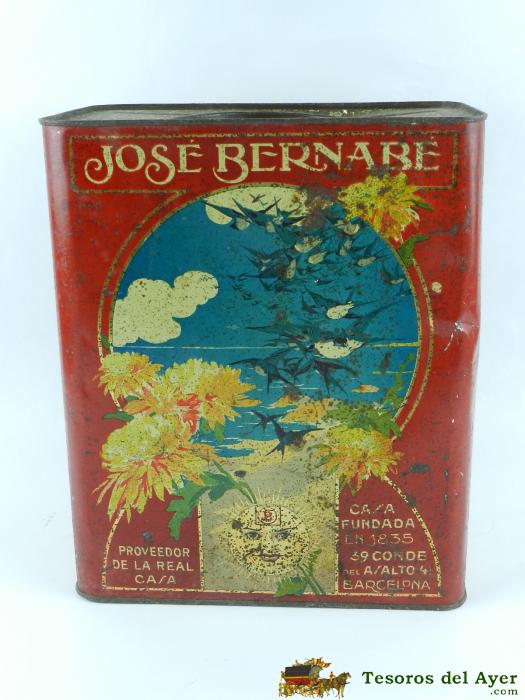 JOSÉ BERNABÉ
PROVEEDOR
DE LA REAL
CASA
CASA
FUNDADA
EN 1835
39 CONDE
DEL ASALTO 41
BARCELONA
Tesoros del Ayer
.com